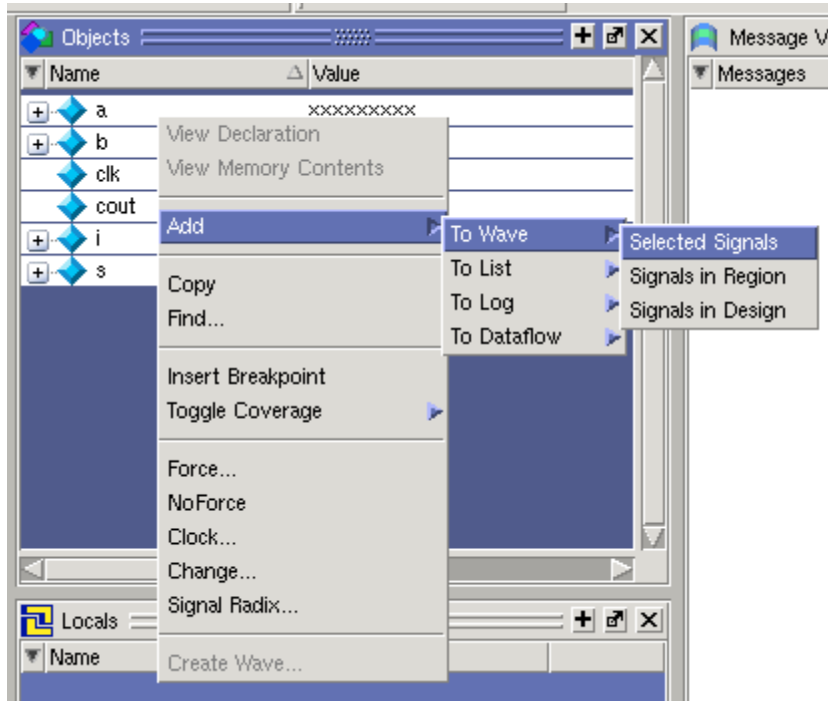 Objects
Message V
Name Value
Messages
a xxxxxxxxx
b
clk
cout
i
s
View Declaration
View Memory Contents
Add
Copy
Find...
Insert Breakpoint
Toggle Coverage
Force...
NoForce
Clock...
Change...
Signal Radix...
Create Wave...
To Wave
To List
To Log
To Dataflow
Selected Signals
Signals in Region
Signals in Design
Locals
Name